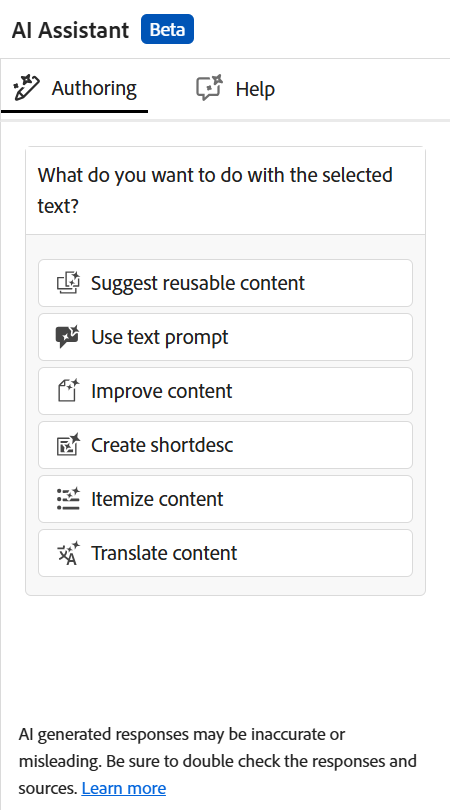 AI Assistant Beta
Authoring Help
What do you want to do with the selected
text?
Suggest reusable content
Use text prompt
Improve content
Create shortdesc
Itemize content
Translate content
AI generated responses may be inaccurate or
misleading. Be sure to double check the responses and
sources. Learn more